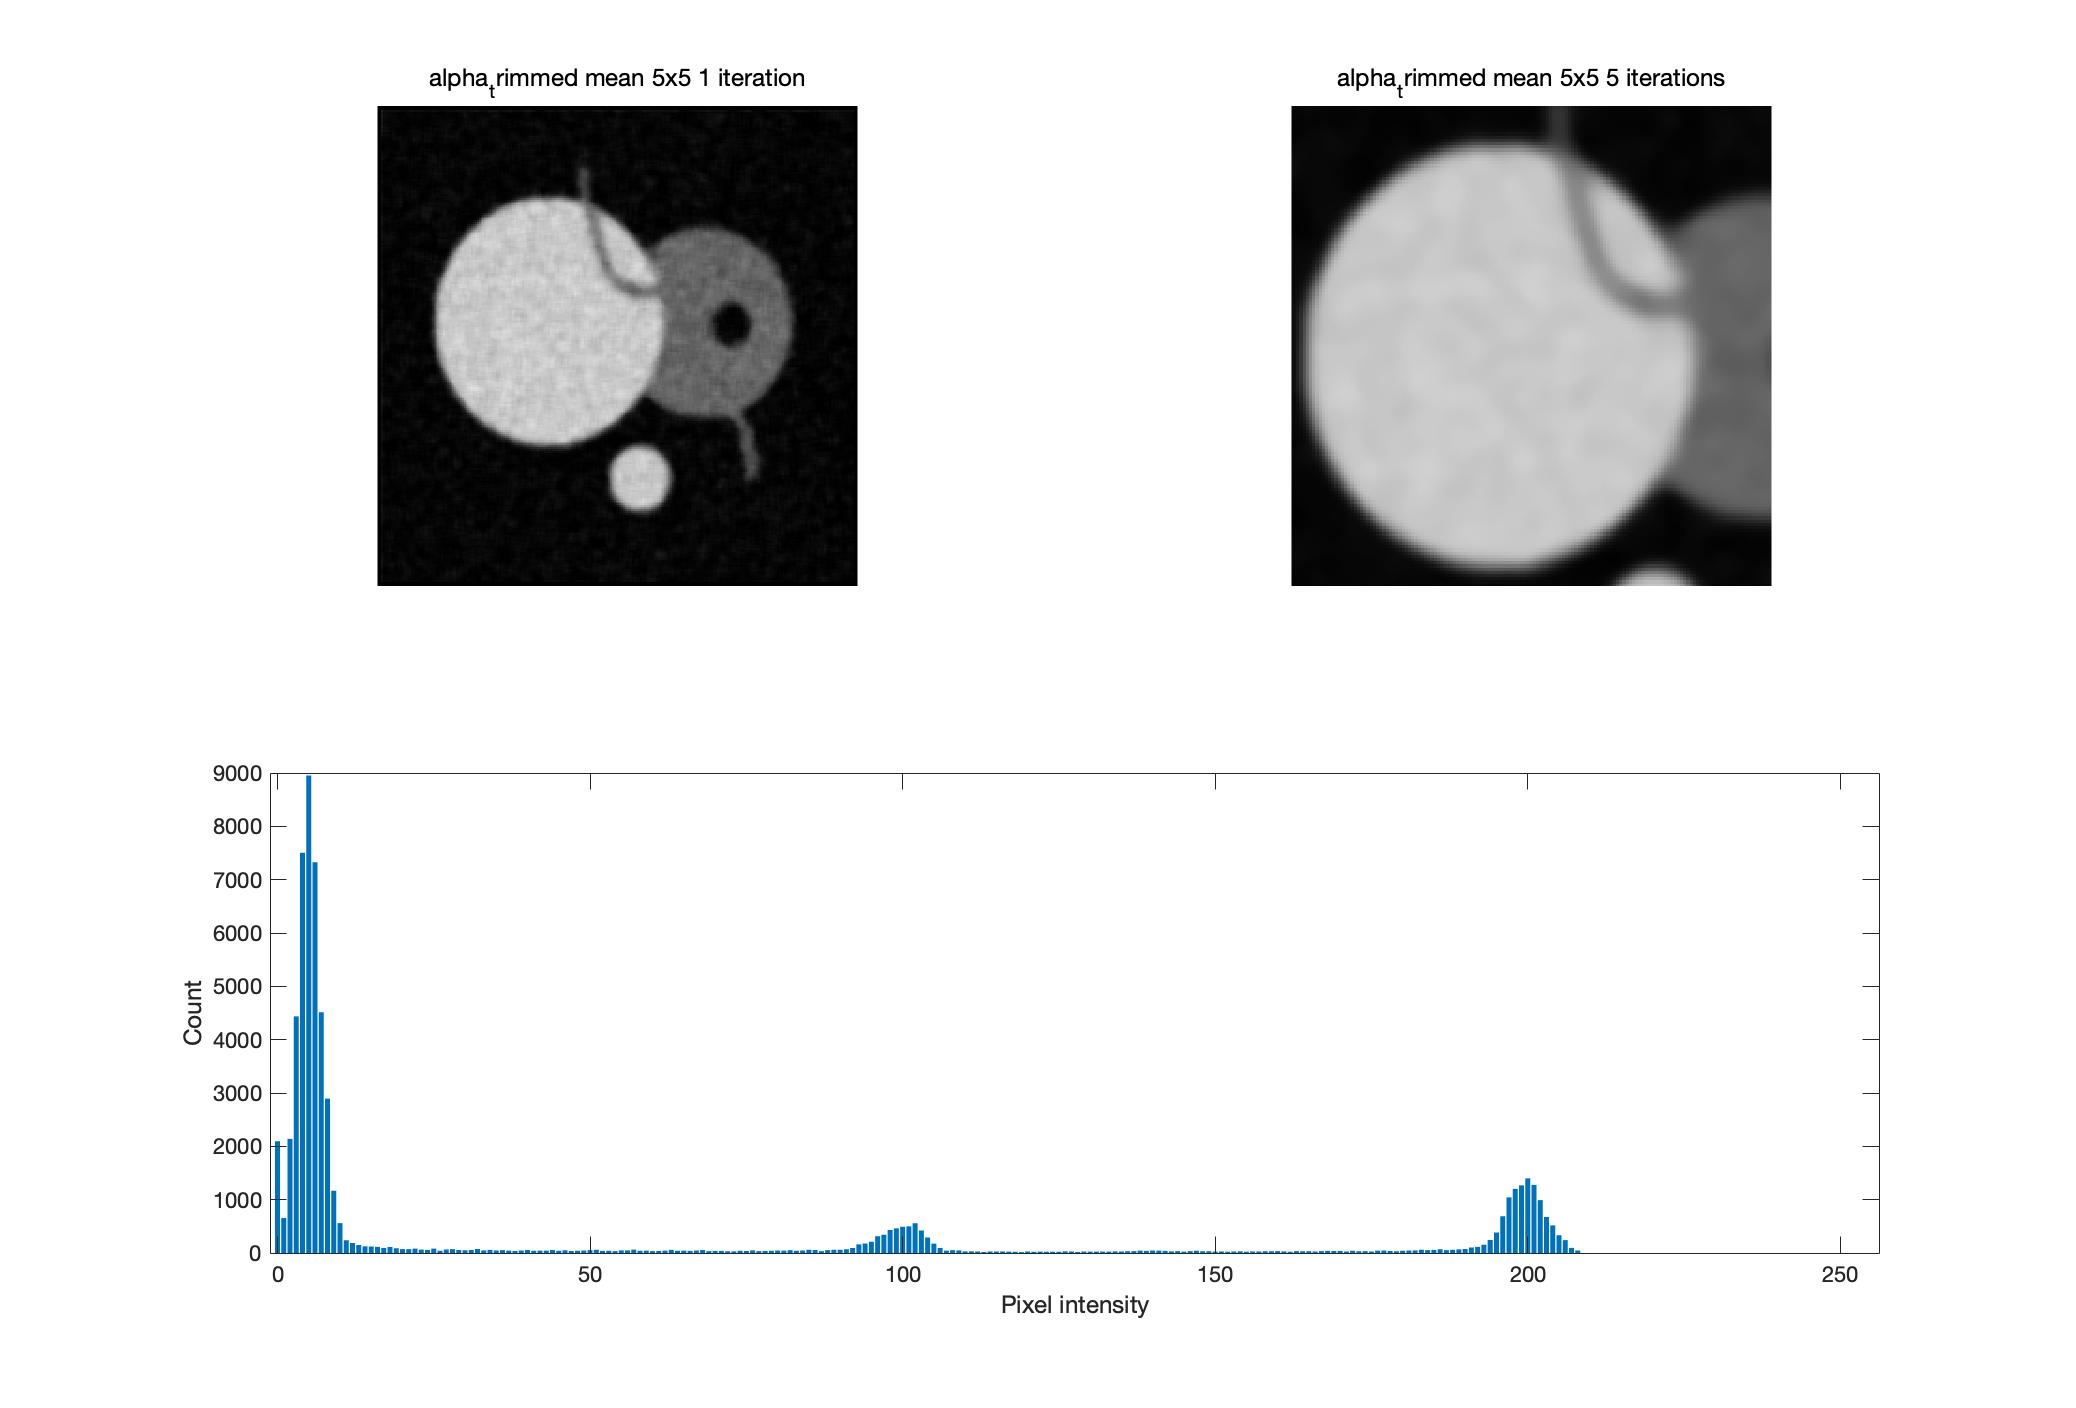 alpha_trimmed mean 5x5 1 iteration
alpha_trimmed mean 5x5 5 iterations
9000
8000
7000
6000
5000
4000
3000
2000
1000
0
Count
0 50 100 150 200 250
Pixel intensity